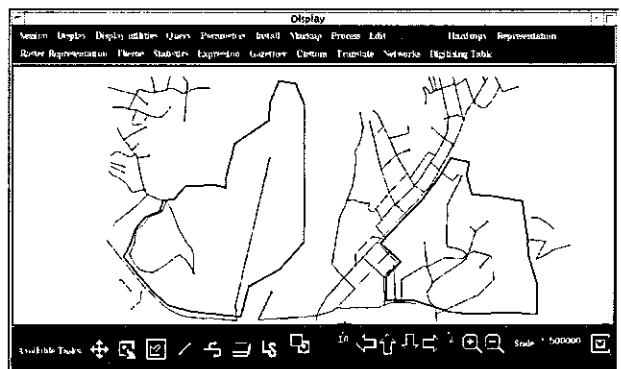 Display
Session Display Display utilities Query Parameters Install Markup Process Edit Hardcopy Representation
Raster Representation Theme Statistics Expression Gazetteer Custom Translate Networks Digitising Table
Available Tasks Scale 500000